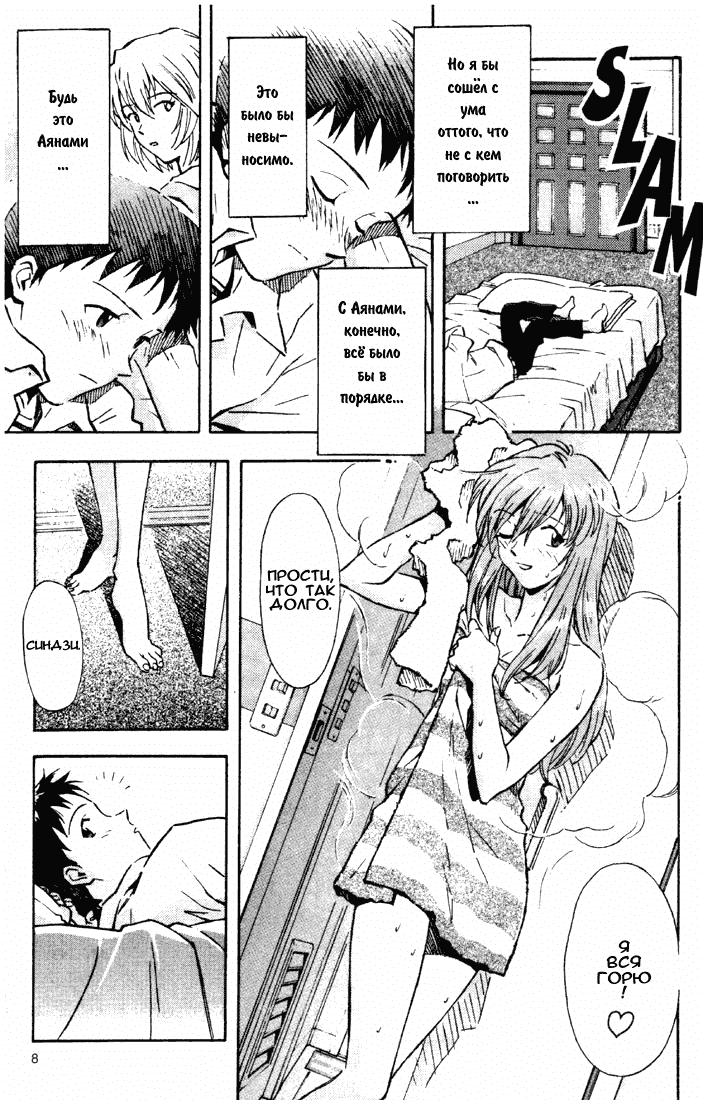 Будь
это
Аянами
...
Это
было бы
невы-
носимо.
Но я бы
сошёл с
ума
оттого, что
не с кем
поговорить
...
SLAM
С Аянами,
конечно,
всё было
бы в
порядке...
СИНДЗИ.
ПРОСТИ,
ЧТО ТАК
ДОЛГО.
Я
ВСЯ
ГОРЮ
!
♡
8